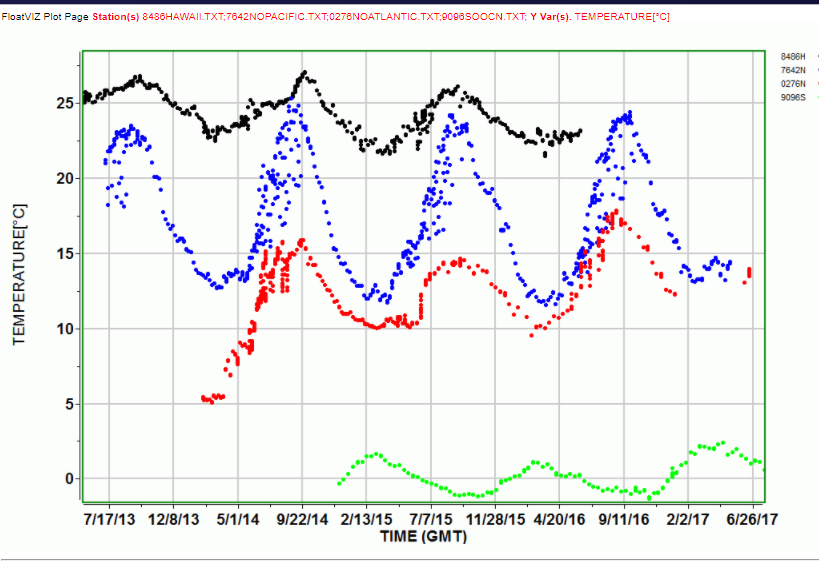 FloatVIZ Plot Page Station(s) 8486HAWAII.TXT;7642NOPACIFIC.TXT;0276NOATLANTIC.TXT;9096SOOCN.TXT; Y Var(s). TEMPERATURE[°C]
8486H
7642N
0276N
9096S
25
20
15
10
5
0
TEMPERATURE[°C]
7/17/13 12/8/13 5/1/14 9/22/14 2/13/15 7/7/15 11/28/15 4/20/16 9/11/16 2/2/17 6/26/17
TIME (GMT)